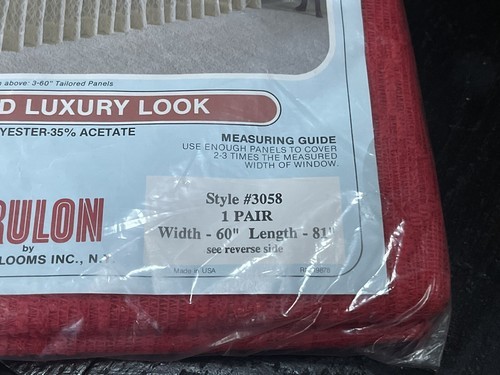 above: 3-60" Tailored Panels
D LUXURY LOOK
YESTER-35% ACETATE
MEASURING GUIDE
USE ENOUGH PANELS TO COVER
2-3 TIMES THE MEASURED
WIDTH OF WINDOW.
RULON
by
LOOMS INC., N.Y.
Style #3058
1 PAIR
Width - 60" Length - 81"
see reverse side
Made in USA